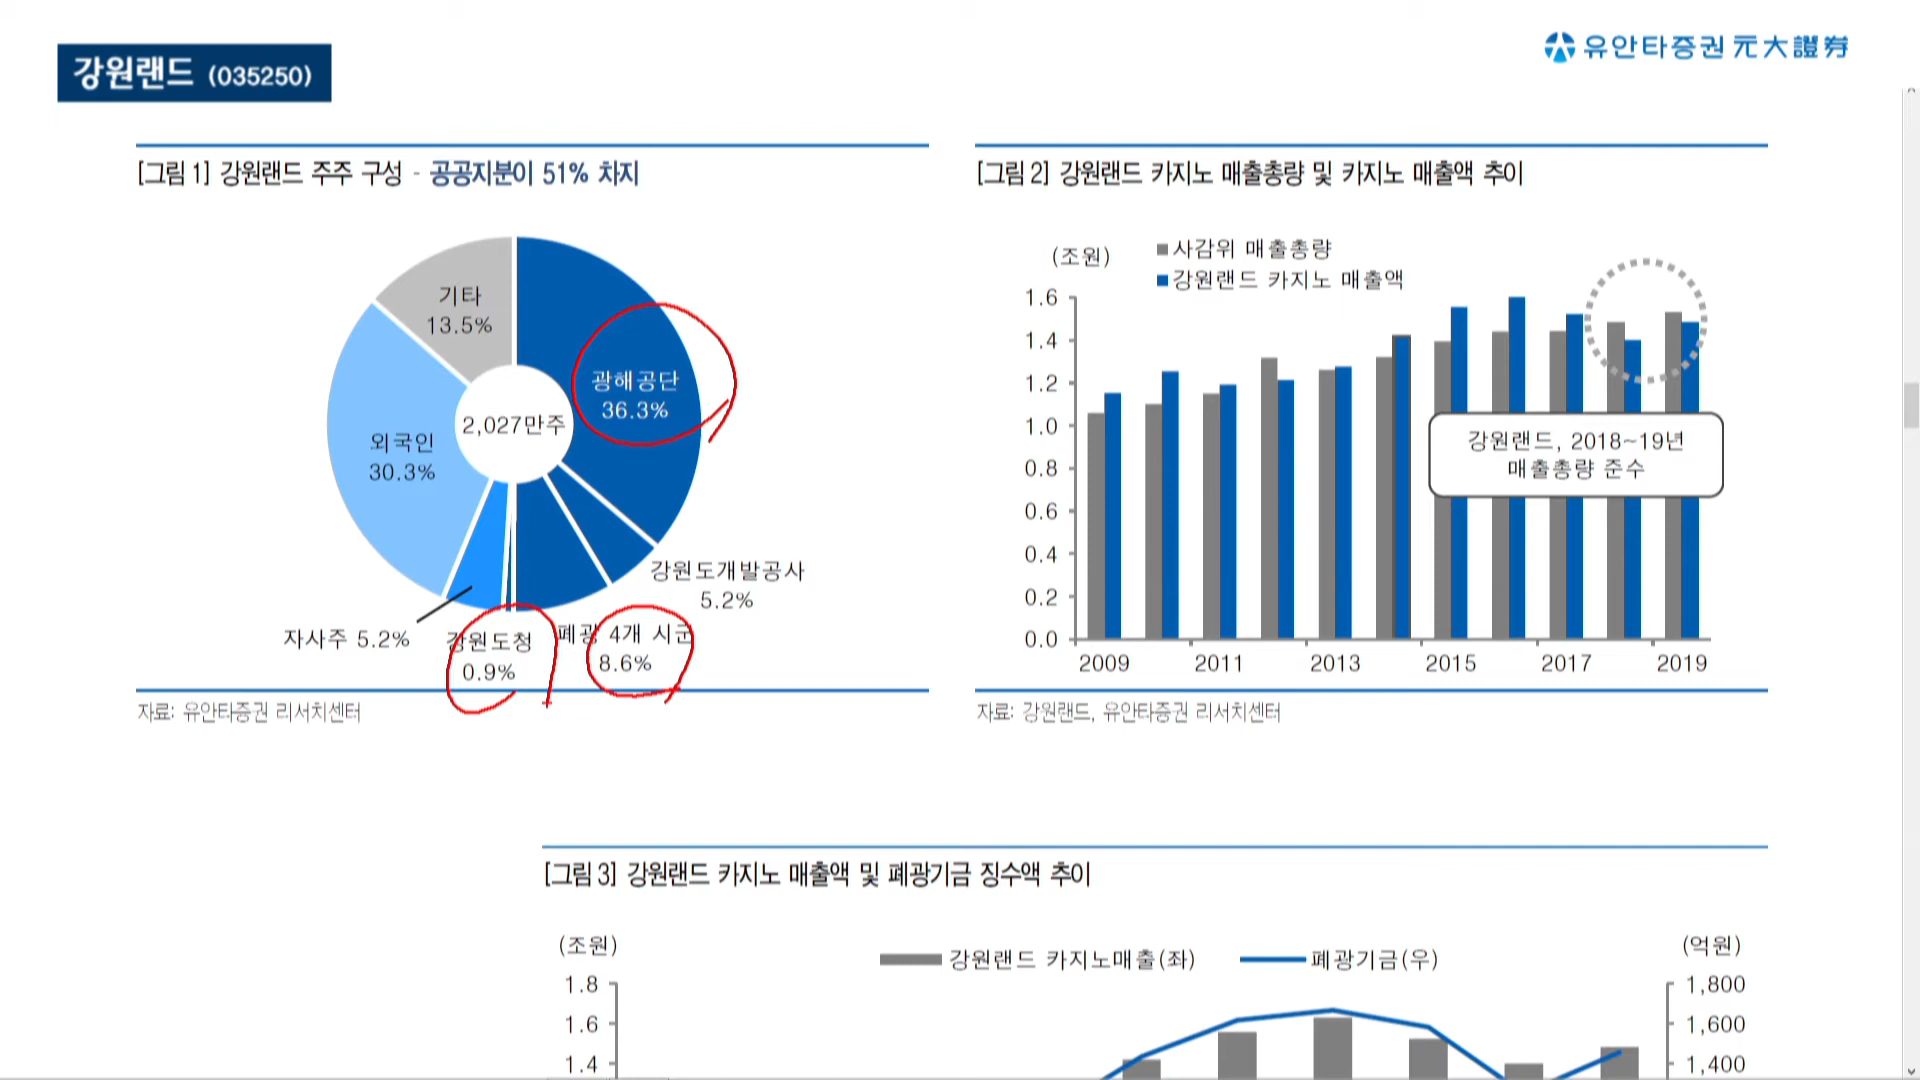 강원랜드 (035250)
유안타증권 元大證券
[그림 1] 강원랜드 주주 구성 - 공공지분이 51% 차지
기타
13.5%
광해공단
36.3%
2,027만주
외국인
30.3%
강원도개발공사
5.2%
자사주 5.2%
강원도청
0.9%
폐광 4개 시군
8.6%
자료: 유안타증권 리서치센터
[그림 2] 강원랜드 카지노 매출총량 및 카지노 매출액 추이
(조원)
사감위 매출총량
강원랜드 카지노 매출액
1.6
1.4
1.2
1.0
0.8
0.6
0.4
0.2
0.0
강원랜드, 2018~19년
매출총량 준수
2009 2011 2013 2015 2017 2019
자료: 강원랜드, 유안타증권 리서치센터
[그림 3] 강원랜드 카지노 매출액 및 폐광기금 징수액 추이
(조원)
강원랜드 카지노매출(좌) 폐광기금(우)
(억원)
1.8
1.6
1.4
1,800
1,600
1,400